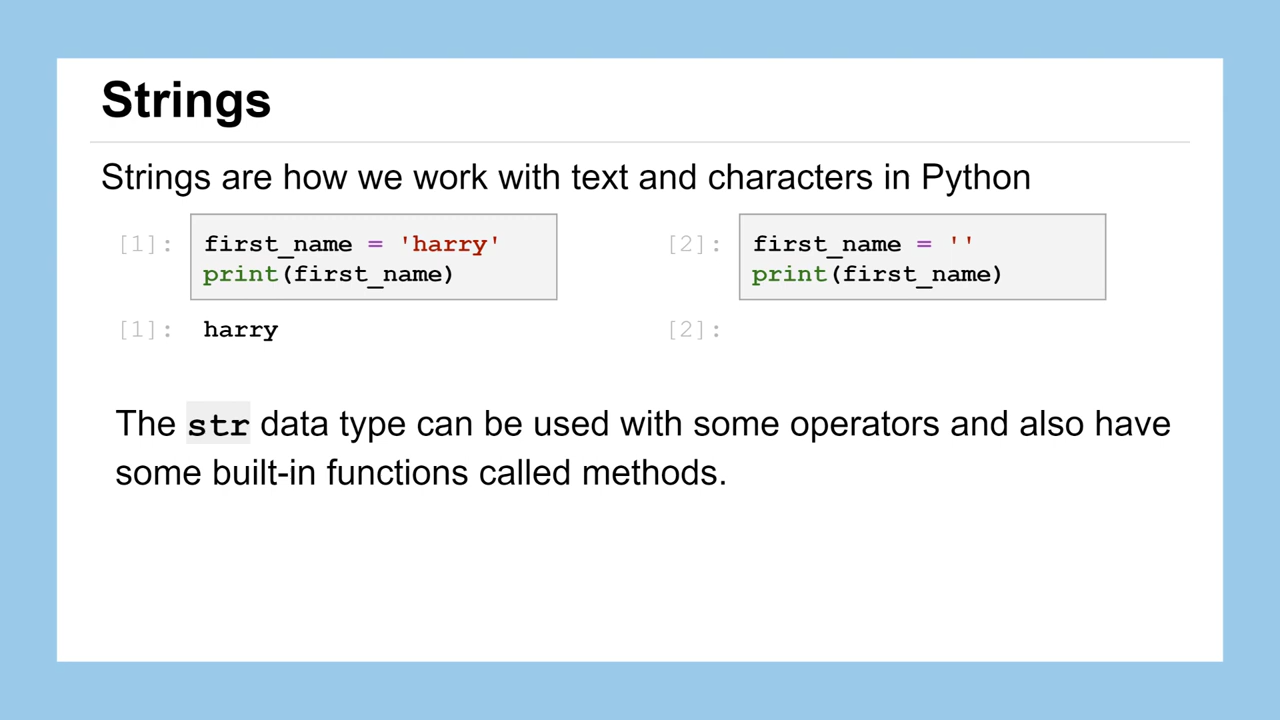 Strings
Strings are how we work with text and characters in Python
[1]: first_name = 'harry'
print(first_name)
[1]: harry
[2]: first_name = ''
print(first_name)
[2]:
The str data type can be used with some operators and also have
some built-in functions called methods.